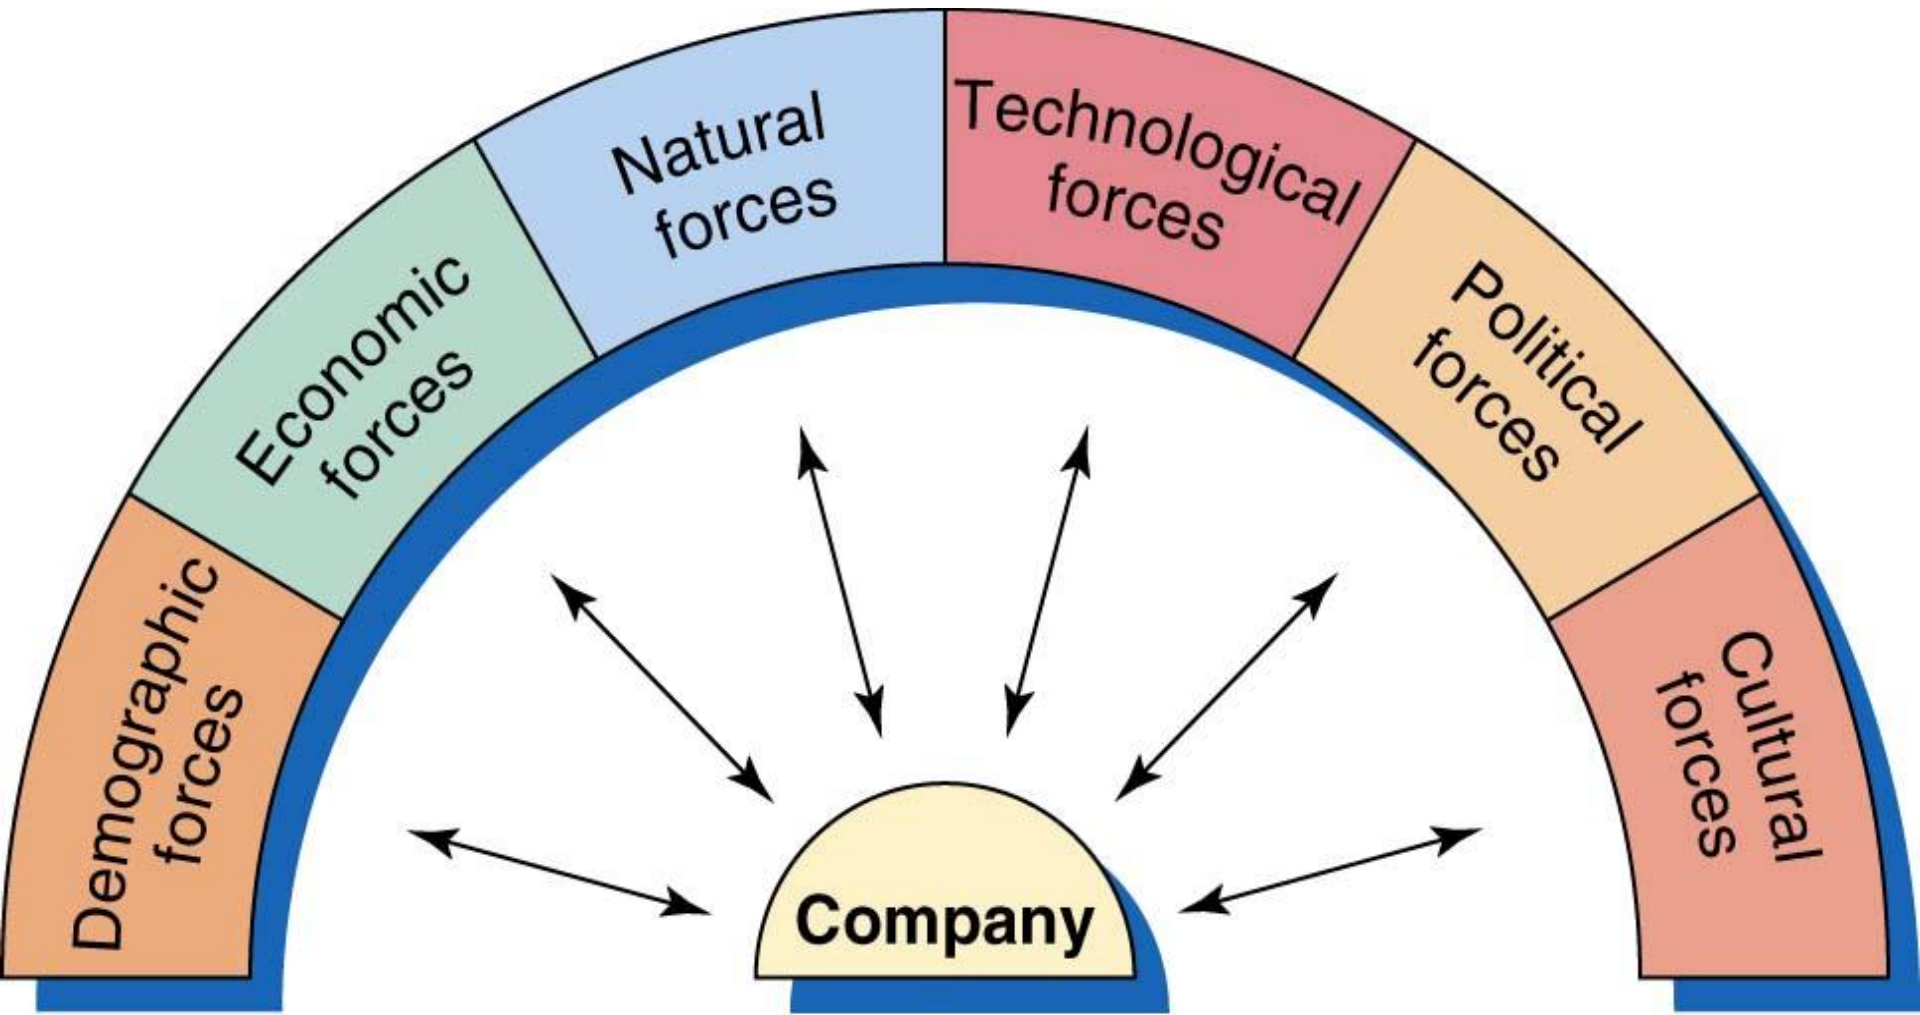 Demographic
forces
Economic
forces
Natural
forces
Technological
forces
Political
forces
Cultural
forces
Company